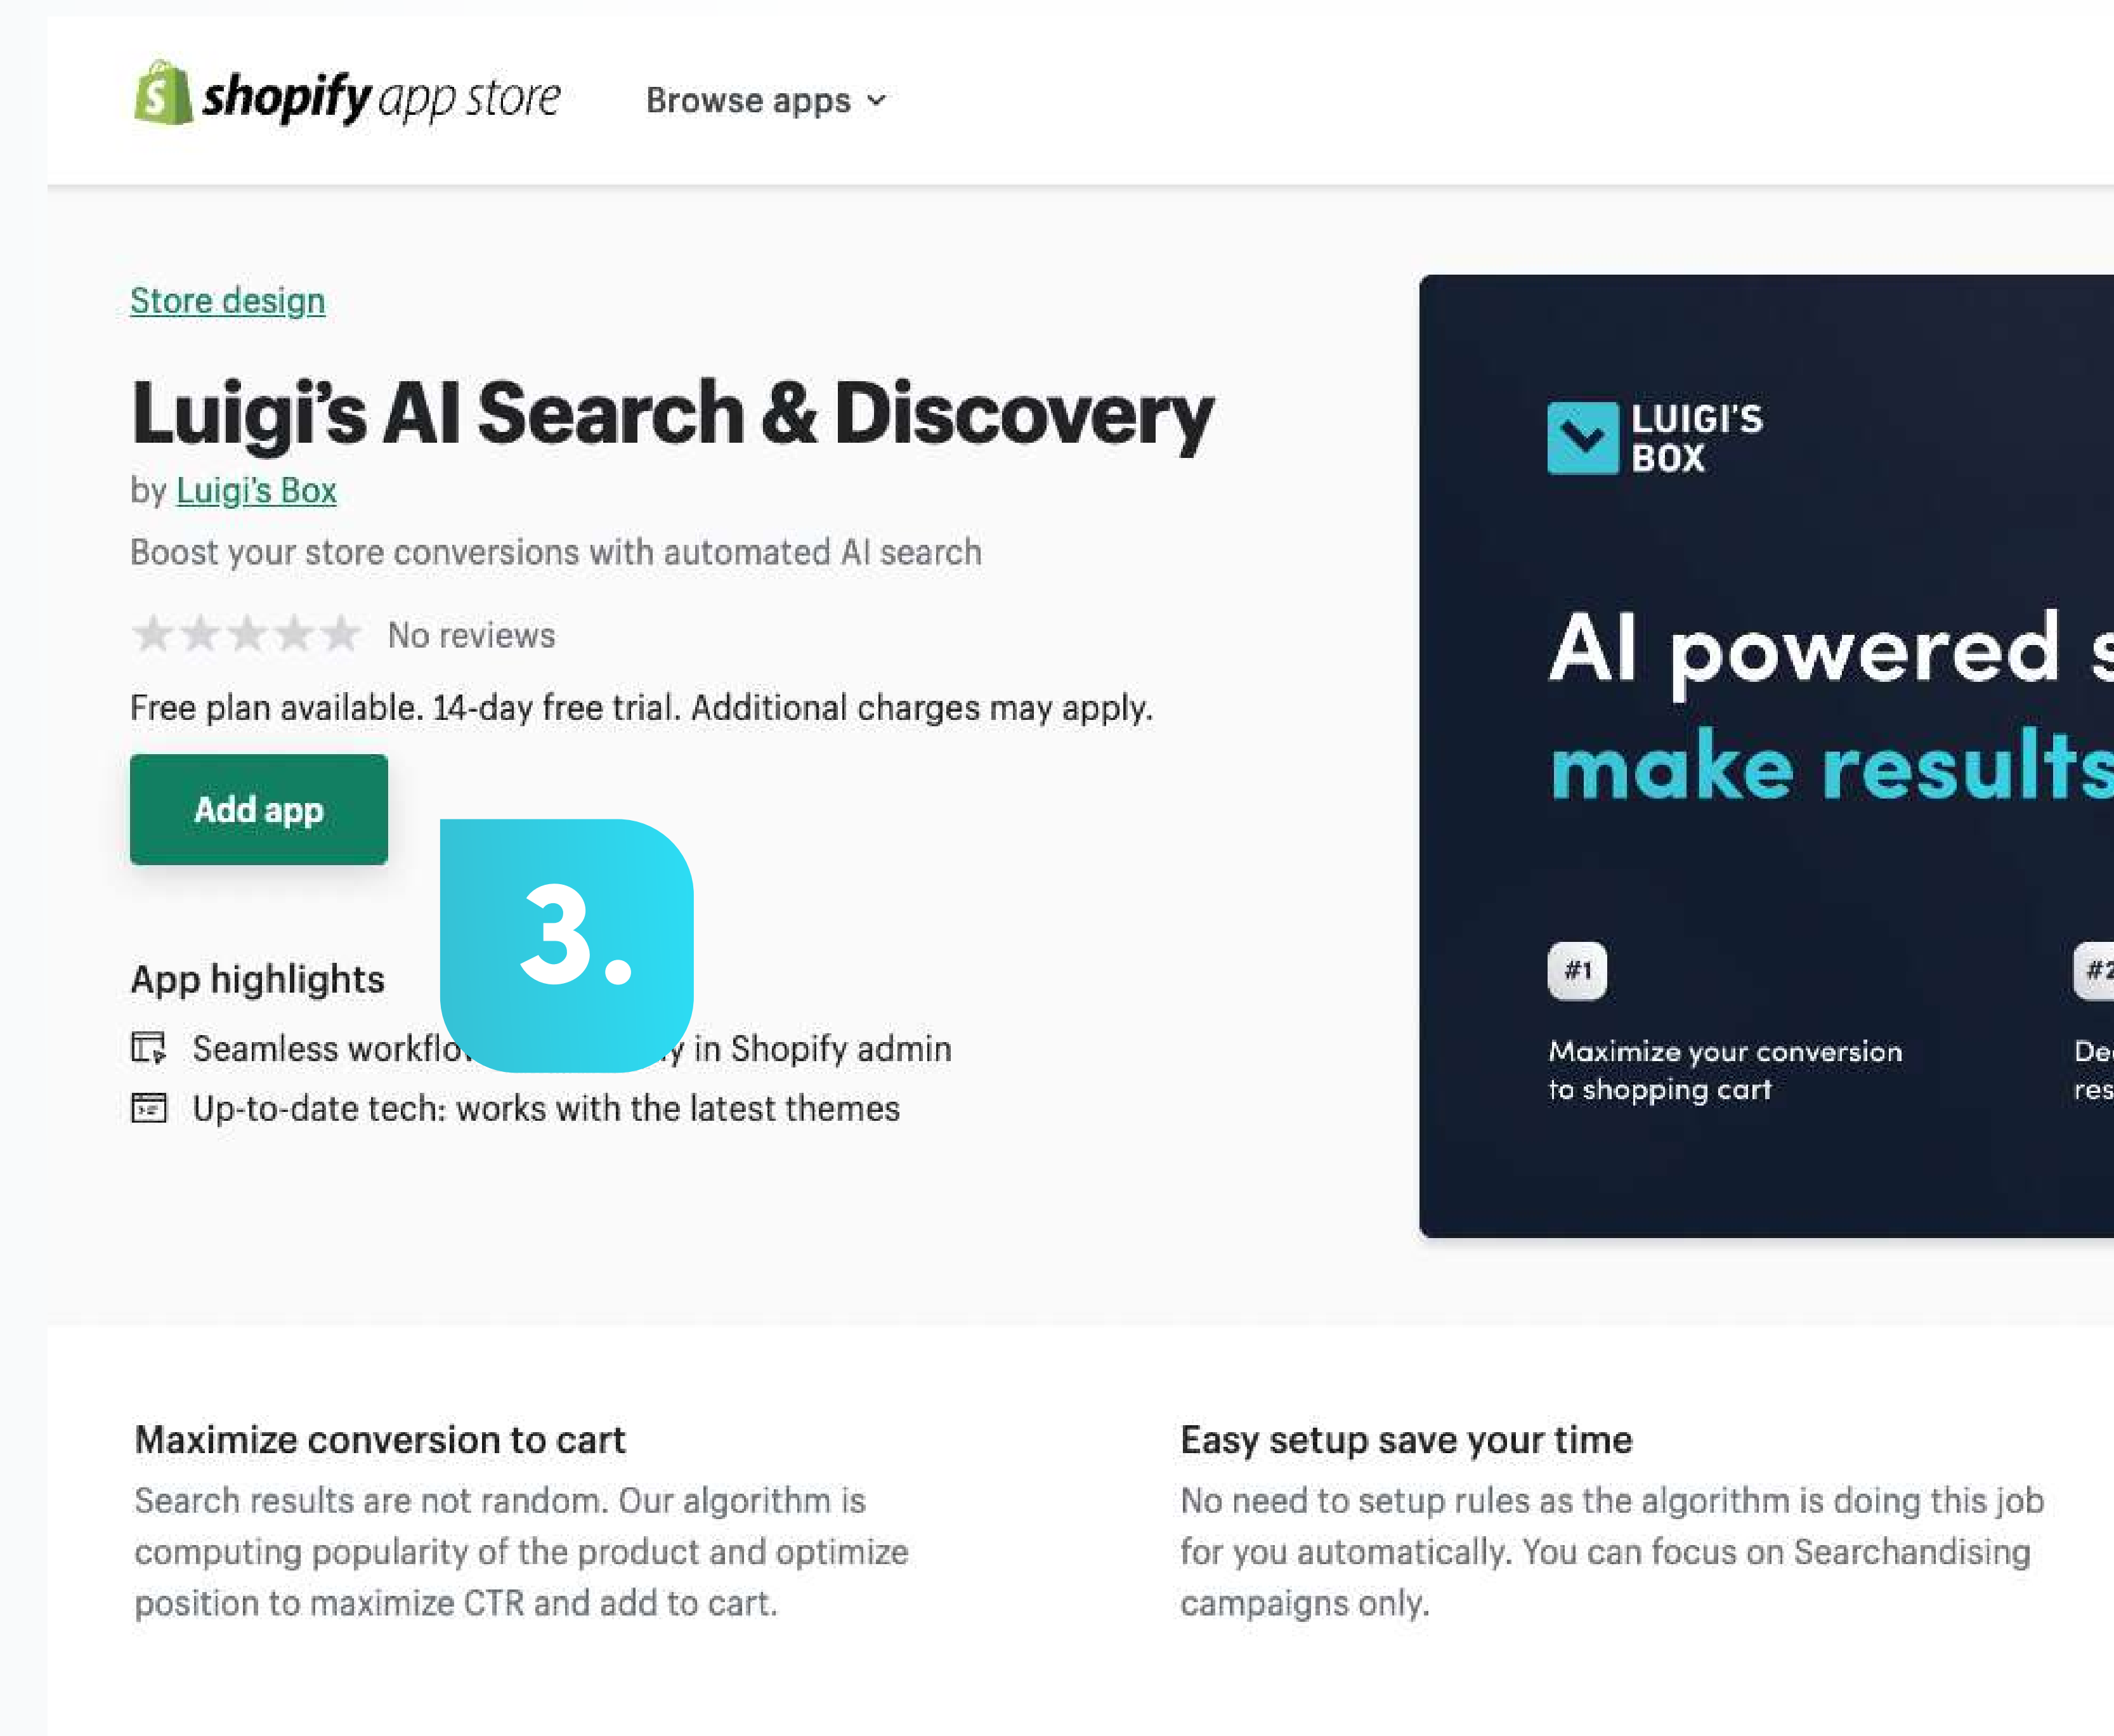 shopify app store
Browse apps
Store design
Luigi's AI Search & Discovery
by Luigi's Box
Boost your store conversions with automated AI search
No reviews
Free plan available. 14-day free trial. Additional charges may apply.
Add app
3.
App highlights
Seamless in Shopify admin
Up-to-date tech: works with the latest themes
LUIGI'S
BOX
AI powered
make results
#1
Maximize your conversion
to shopping cart
Maximize conversion to cart
Search results are not random. Our algorithm is
computing popularity of the product and optimize
position to maximize CTR and add to cart.
Easy setup save your time
No need to setup rules as the algorithm is doing this job
for you automatically. You can focus on Searchandising
campaigns only.